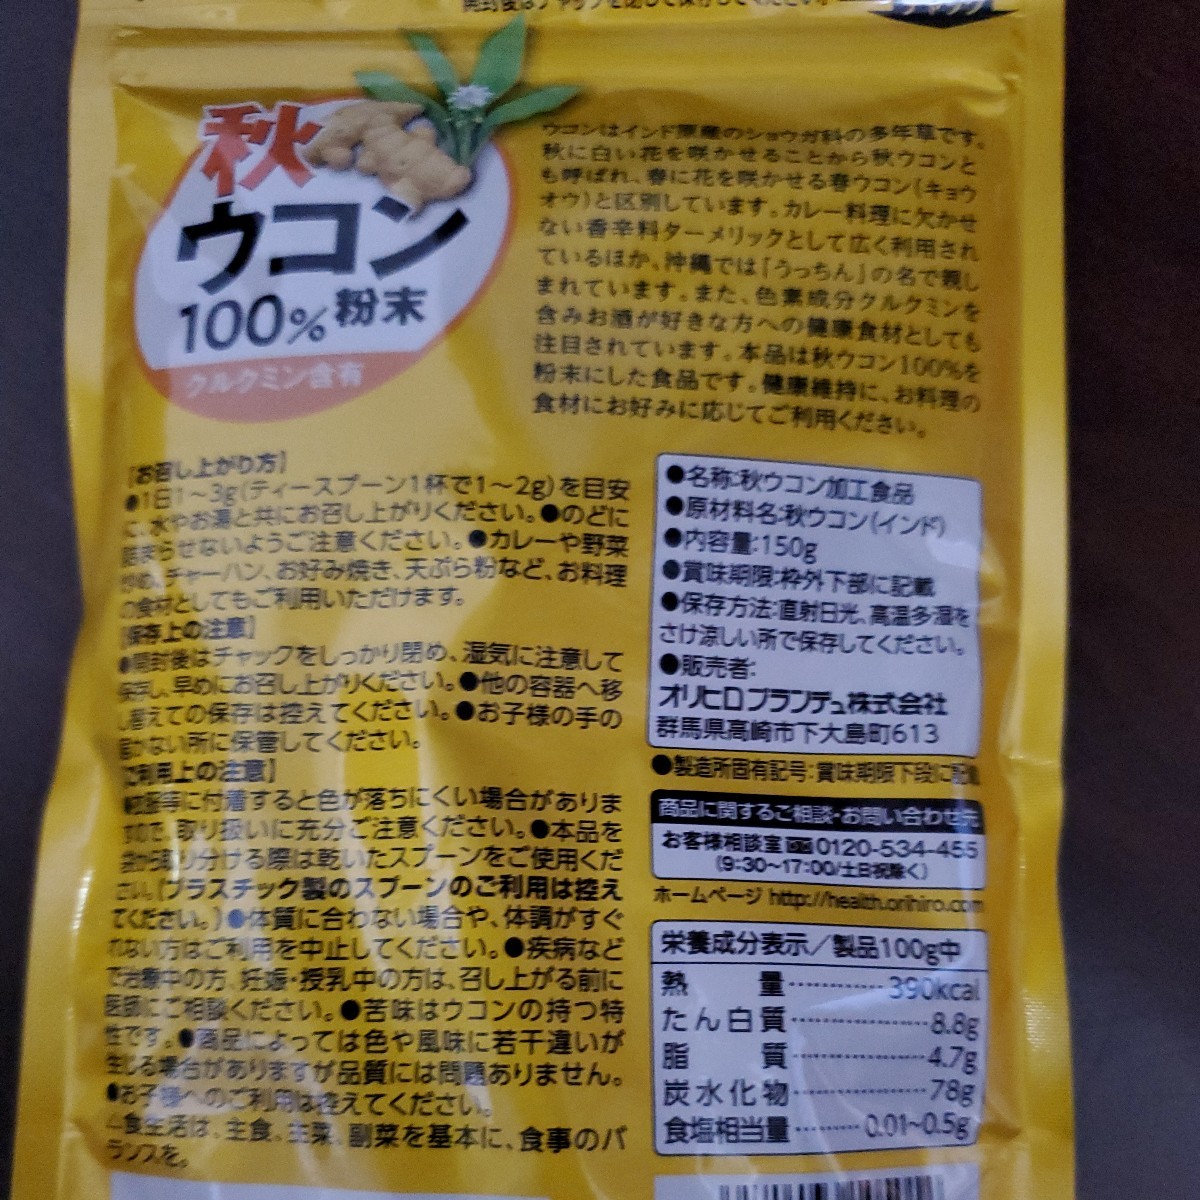 秋
ウコン
100%粉末
クルクミン含有
ウコンはインド原産のショウガ科の多年草です。
秋に白い花を咲かせることから秋ウコンと
も呼ばれ、春に花を咲かせる春ウコン(キョウ
オウ)と区別しています。カレー料理に欠かせ
ない香辛料ターメリックとして広く利用され
ているほか、沖縄では「うっちん」の名で親し
まれています。また、色素成分クルクミンを
含みお酒が好きな方への健康食材としても
注目されています。本品は秋ウコン100%を
粉末にした食品です。健康維持に、お料理の
食材にお好みに応じてご利用ください。
【お召し上がり方】
●1日1～3g(ティースプーン1杯で1～2g)を目安
に、水やお湯と共にお召し上がりください。●のどに
詰まらせないようご注意ください。●カレーや野菜
炒め、チャーハン、お好み焼き、天ぷら粉など、お料理
の食材としてもご利用いただけます。
【保存上の注意】
●開封後はチャックをしっかり閉め、湿気に注意して
保存し、早めにお召し上がりください。●他の容器へ移
し替えての保存は控えてください。●お子様の手の
届かない所に保管してください。
【ご利用上の注意】
●衣服等に付着すると色が落ちにくい場合がありま
すので、取り扱いに充分ご注意ください。●本品を
袋から取り分ける際は乾いたスプーンをご使用くだ
さい。(プラスチック製のスプーンのご利用は控え
てください。)●体質に合わない場合や、体調がすぐ
れない方はご利用を中止してください。●疾病など
で治療中の方、妊娠・授乳中の方は、召し上がる前に
医師にご相談ください。●苦味はウコンの持つ特
性です。●商品によっては色や風味に若干違いが
生じる場合がありますが品質には問題ありません。
●お子様へのご利用は控えてください。
△食生活は、主食、主菜、副菜を基本に、食事のバ
ランスを。
●名称:秋ウコン加工食品
●原材料名:秋ウコン(インド)
●内容量:150g
●賞味期限:枠外下部に記載
●保存方法:直射日光、高温多湿を
さけ涼しい所で保存してください。
●販売者:
オリヒロプランデュ株式会社
群馬県高崎市下大島町613
●製造所固有記号:賞味期限下段に記載
商品に関するご相談・お問い合わせ先
お客様相談室 0120-534-455
(9:30～17:00/土日祝除く)
ホームページ http://health.orihiro.com
栄養成分表示/製品100g中
熱量…………390kcal
たん白質……………8.8g
脂質……………4.7g
炭水化物……………78g
食塩相当量………0.01~0.5g